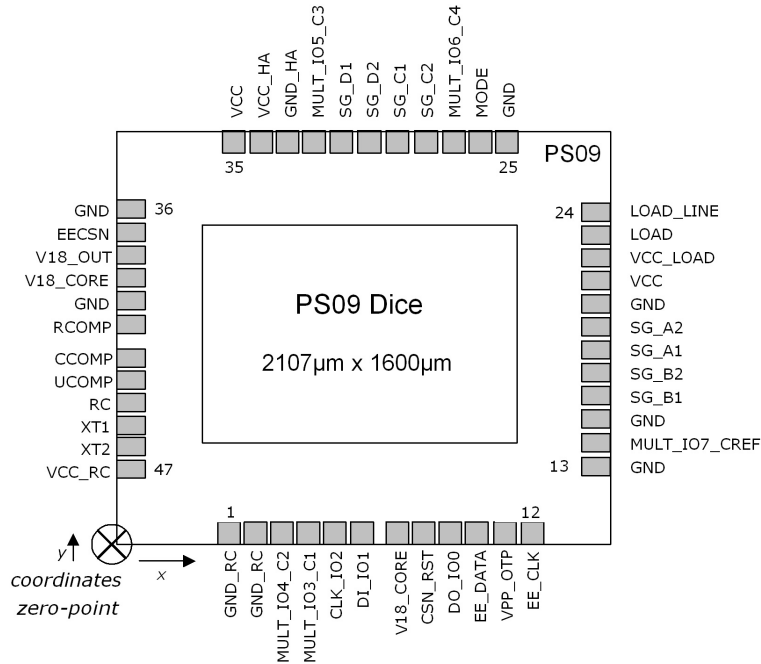 VCC
VCC_HA
GND_HA
MULT_IO5_C3
SG_D1
SG_D2
SG_C1
SG_C2
MULT_IO6_C4
MODE
GND
35
25
PS09
GND
36
EECSN
V18_OUT
V18_CORE
GND
RCOMP
CCOMP
UCOMP
RC
XT1
XT2
VCC_RC
47
PS09 Dice
2107µm x 1600µm
24
LOAD_LINE
LOAD
VCC_LOAD
VCC
GND
SG_A2
SG_A1
SG_B2
SG_B1
GND
MULT_IO7_CREF
13
GND
1
12
GND_RC
GND_RC
MULT_IO4_C2
MULT_IO3_C1
CLK_IO2
DI_IO1
V18_CORE
CSN_RST
DO_IO0
EE_DATA
VPP_OTP
EE_CLK
y
x
coordinates
zero-point